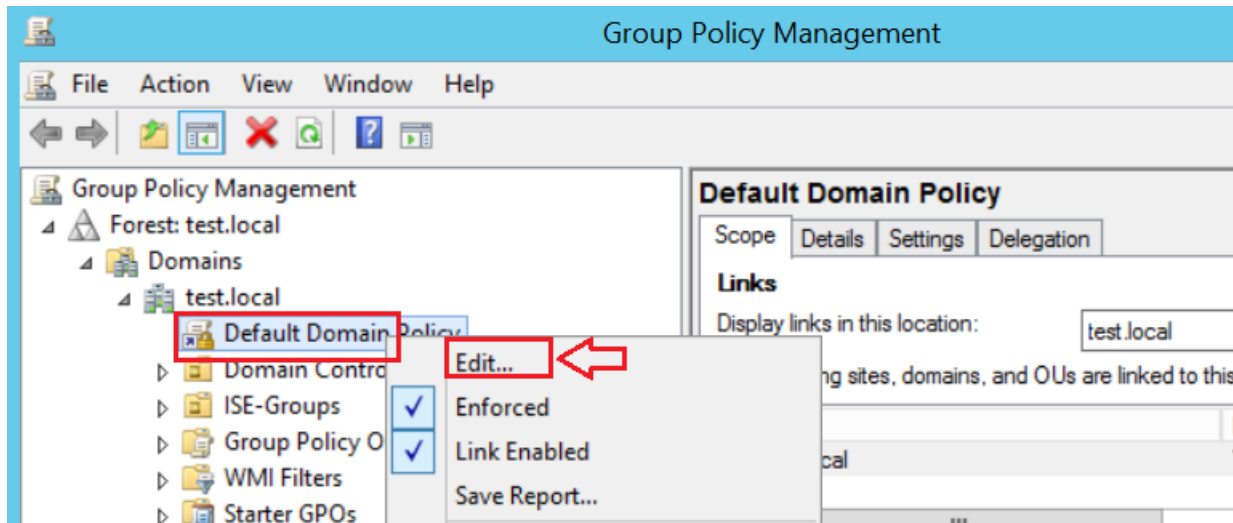 Group Policy Management
File Action View Window Help
Group Policy Management
Forest: test.local
Domains
test.local
Default Domain Policy
Domain Contro
ISE-Groups
Group Policy O
WMI Filters
Starter GPOs
Edit...
Enforced
Link Enabled
Save Report...
Default Domain Policy
Scope Details Settings Delegation
Links
Display links in this location:
test.local
ng sites, domains, and OUs are linked to this
cal